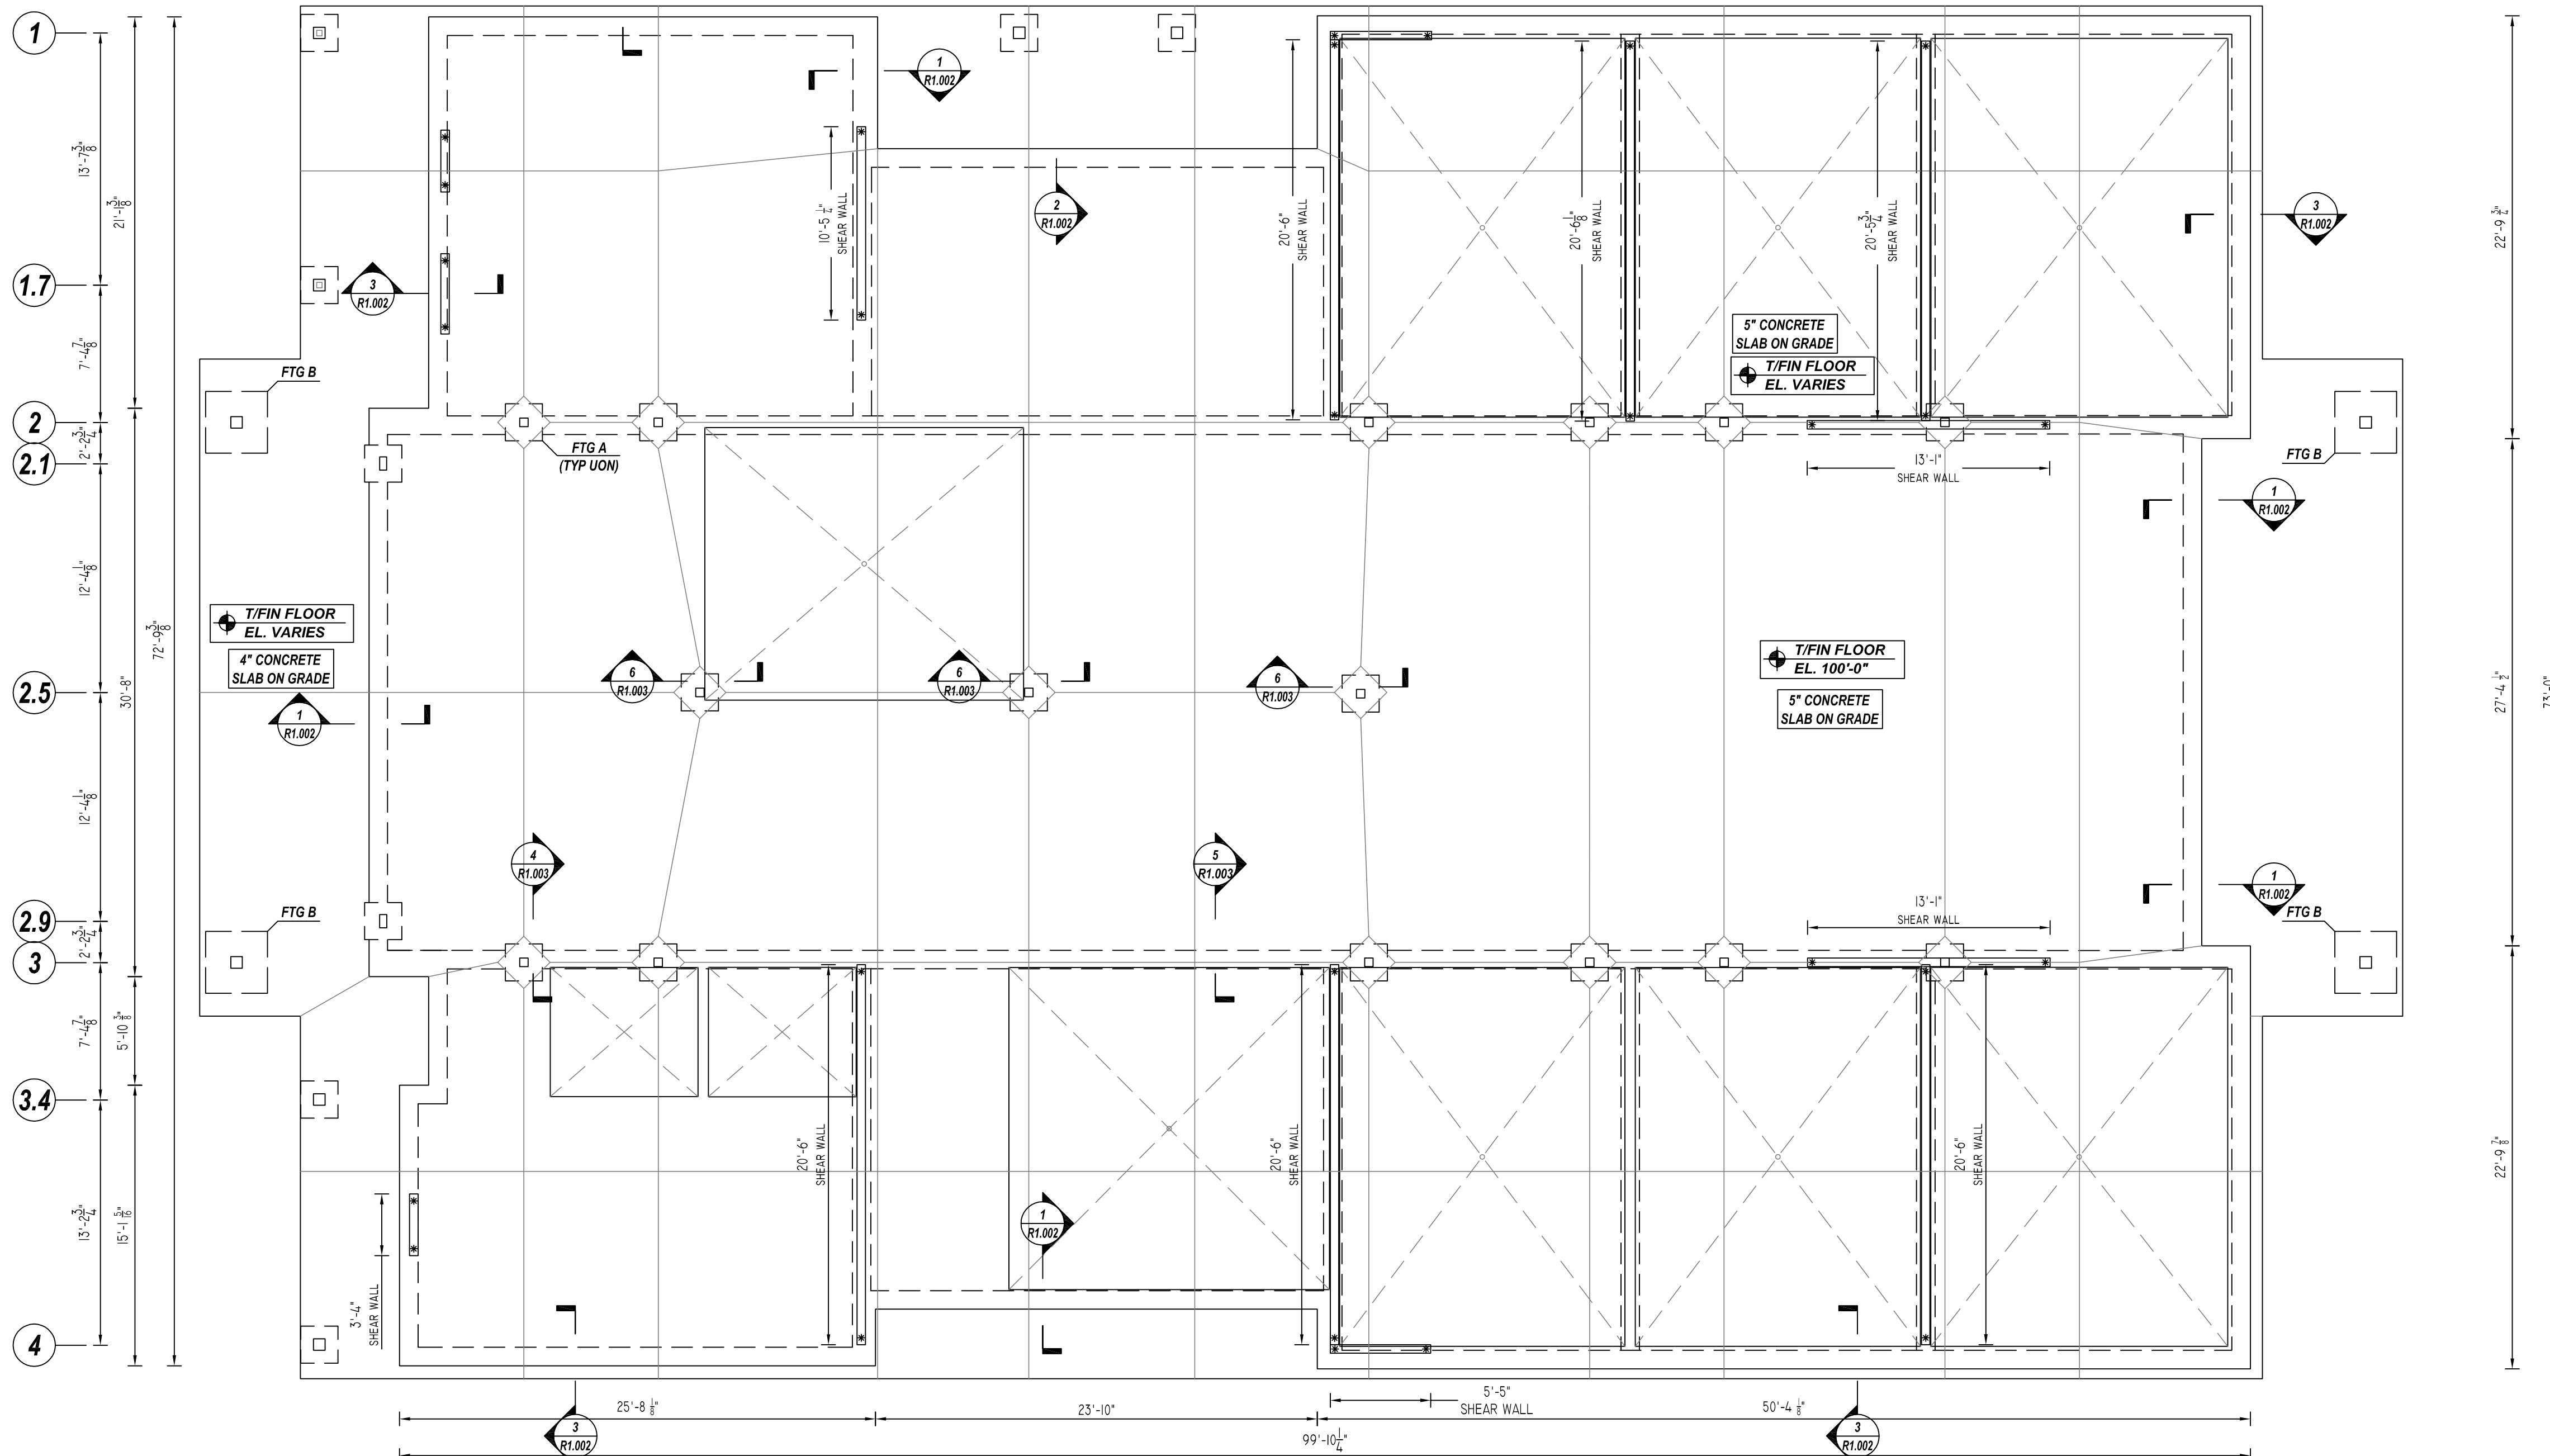 1
1.7
2
2.1
2.5
2.9
3
3.4
4
13'-7 3/8"
7'-4 7/8"
2'-2 3/4"
12'-4 1/8"
12'-4 1/8"
2'-2 3/4"
7'-4 7/8"
13'-2 3/4"
21'-1 3/8"
30'-8"
5'-10 3/8"
15'-1 5/16"
72'-9 3/8"
1
R1.002
2
R1.002
3
R1.002
3
R1.002
10'-5 1/4"
SHEAR WALL
20'-6"
SHEAR WALL
20'-6 1/8"
SHEAR WALL
20'-5 3/4"
SHEAR WALL
5" CONCRETE
SLAB ON GRADE
T/FIN FLOOR
EL. VARIES
FTG B
FTG A
(TYP UON)
FTG B
13'-1"
SHEAR WALL
1
R1.002
T/FIN FLOOR
EL. VARIES
4" CONCRETE
SLAB ON GRADE
1
R1.002
6
R1.003
6
R1.003
6
R1.003
T/FIN FLOOR
EL. 100'-0"
5" CONCRETE
SLAB ON GRADE
4
R1.003
5
R1.003
FTG B
13'-1"
SHEAR WALL
1
R1.002
FTG B
20'-6"
SHEAR WALL
20'-6"
SHEAR WALL
20'-6"
SHEAR WALL
1
R1.002
3'-4"
SHEAR WALL
22'-9 3/4"
27'-4 1/2"
22'-9 7/8"
73'-0"
25'-8 1/8"
23'-10"
5'-5"
SHEAR WALL
50'-4 1/8"
99'-10 1/4"
3
R1.002
3
R1.002